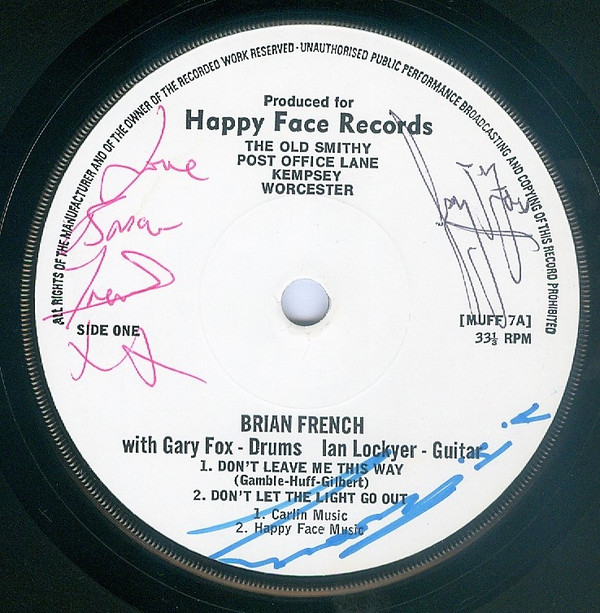 ALL RIGHTS OF THE MANUFACTURER AND OF THE OWNER OF THE RECORDED WORK RESERVED - UNAUTHORISED PUBLIC PERFORMANCE BROADCASTING AND COPYING OF THIS RECORD PROHIBITED
Produced for
Happy Face Records
THE OLD SMITHY
POST OFFICE LANE
KEMPSEY
WORCESTER
Love
Brian
French
XX
SIDE ONE
[MUFF 7A]
33⅓ RPM
BRIAN FRENCH
with Gary Fox - Drums Ian Lockyer - Guitar
1. DON'T LEAVE ME THIS WAY
(Gamble-Huff-Gilbert)
2. DON'T LET THE LIGHT GO OUT
1. Carlin Music
2. Happy Face Music